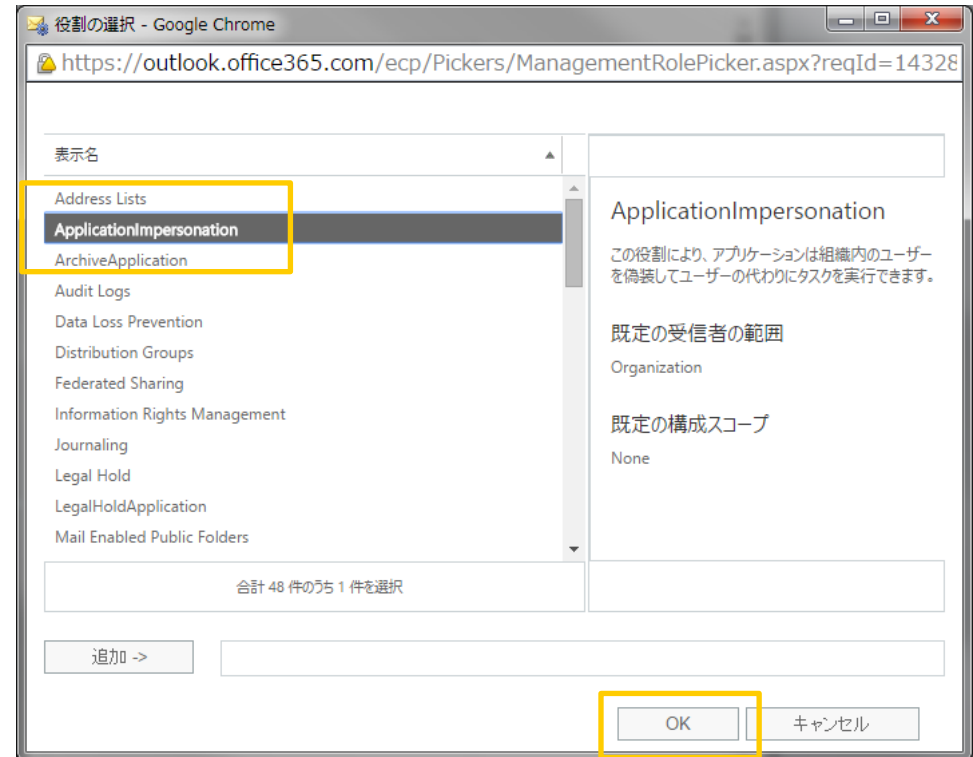 役割の選択 - Google Chrome
https://outlook.office365.com/ecp/Pickers/ManagementRolePicker.aspx?reqId=14328
表示名
Address Lists
ApplicationImpersonation
ArchiveApplication
Audit Logs
Data Loss Prevention
Distribution Groups
Federated Sharing
Information Rights Management
Journaling
Legal Hold
LegalHoldApplication
Mail Enabled Public Folders
合計 48 件のうち 1 件を選択
ApplicationImpersonation
この役割により、アプリケーションは組織内のユーザー
を偽装してユーザーの代わりにタスクを実行できます。
既定の受信者の範囲
Organization
既定の構成スコープ
None
追加 ->
OK
キャンセル